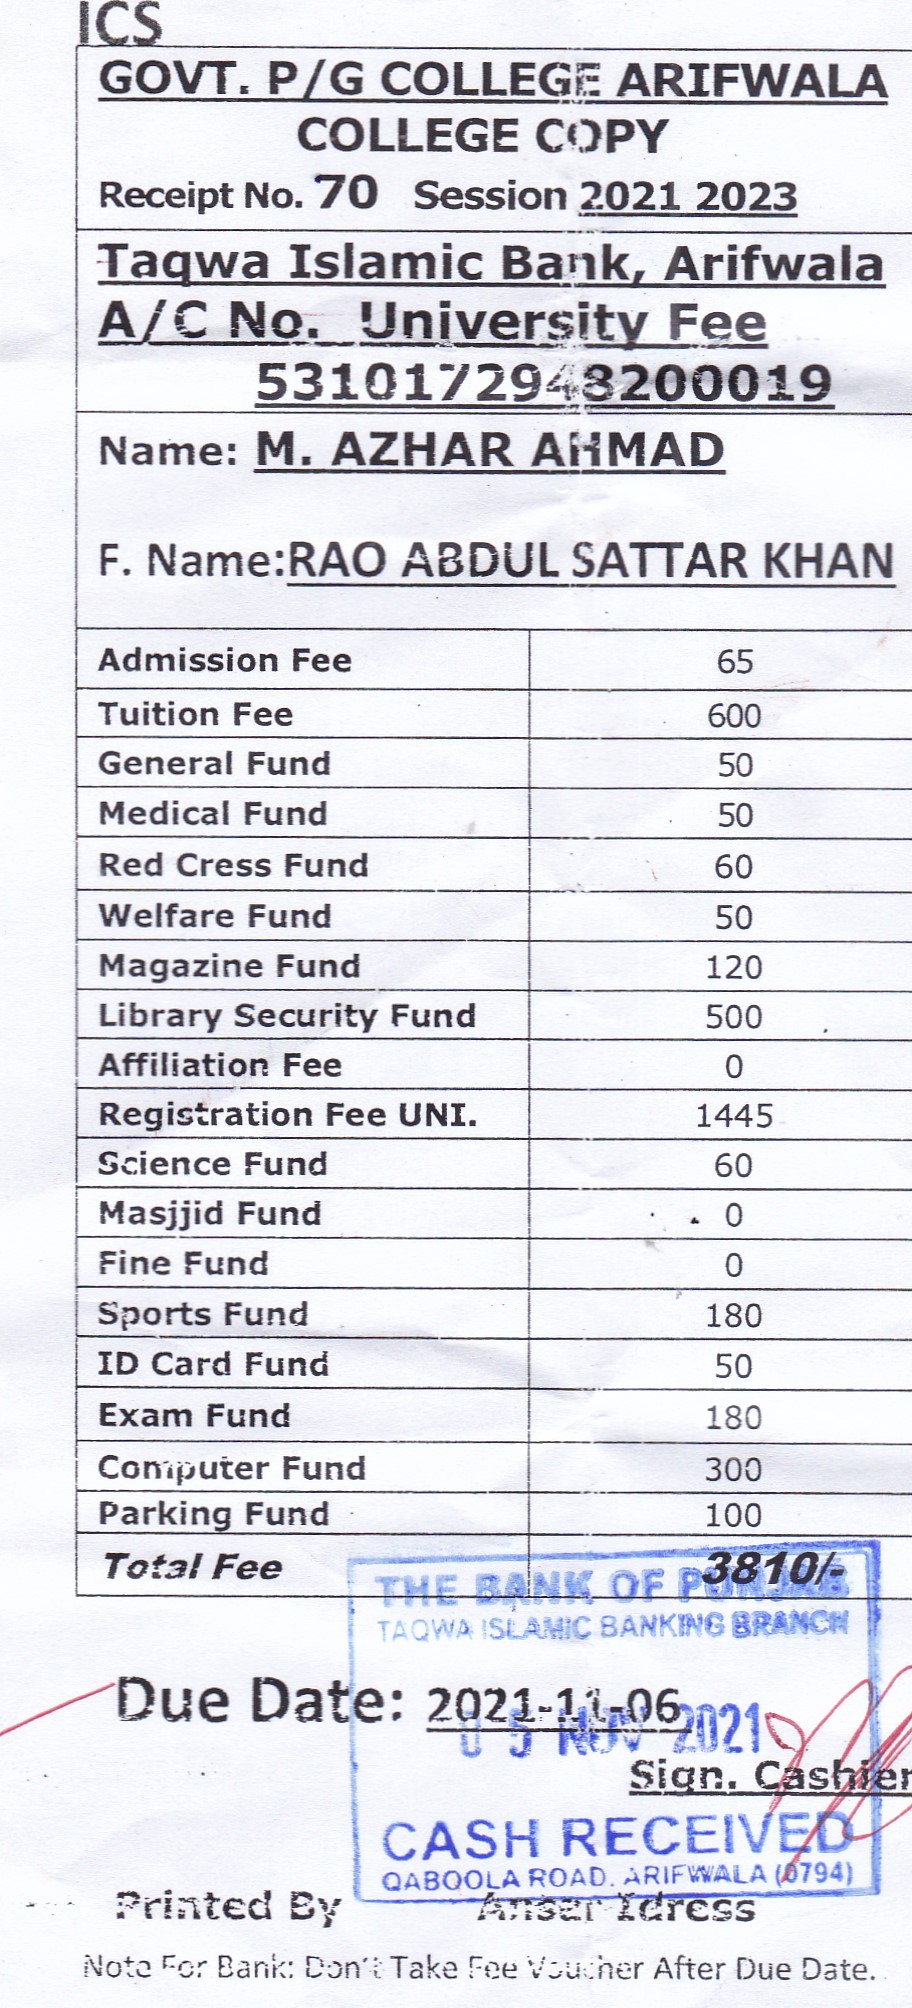 ICS
GOVT. P/G COLLEGE ARIFWALA
COLLEGE COPY
Receipt No. 70 Session 2021 2023
Taqwa Islamic Bank, Arifwala
A/C No. University Fee
5310172943200019
Name: M. AZHAR AHMAD
F. Name:RAO ABDUL SATTAR KHAN
Admission Fee 65
Tuition Fee 600
General Fund 50
Medical Fund 50
Red Cress Fund 60
Welfare Fund 50
Magazine Fund 120
Library Security Fund 500
Affiliation Fee 0
Registration Fee UNI. 1445
Science Fund 60
Masjjid Fund 0
Fine Fund 0
Sports Fund 180
ID Card Fund 50
Exam Fund 180
Computer Fund 300
Parking Fund 100
Total Fee 3810/-
THE BANK OF PUNJAB
TAQWA ISLAMIC BANKING BRANCH
Due Date: 2021-11-06
05 NOV 2021
Sign. Cashier
CASH RECEIVED
QABOOLA ROAD. ARIFWALA (0794)
Printed By Ansar Idress
Note For Bank: Don't Take Fee Voucher After Due Date.